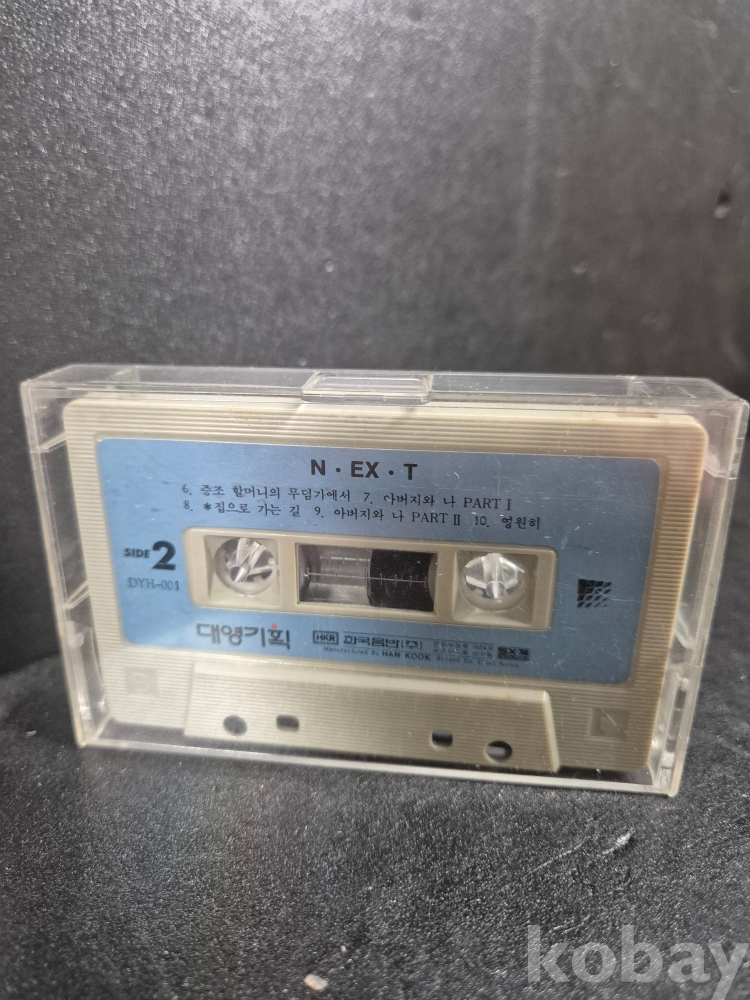 N·EX·T
6. 증조 할머니의 무덤가에서 7. 아버지와 나 PART I
8. *집으로 가는 길 9. 아버지와 나 PART II 10. 영원히
SIDE 2
DYH-001
대영기획
HKR 한국음반(주)
Manufactured By HAN KOOK Record Co.
kobay